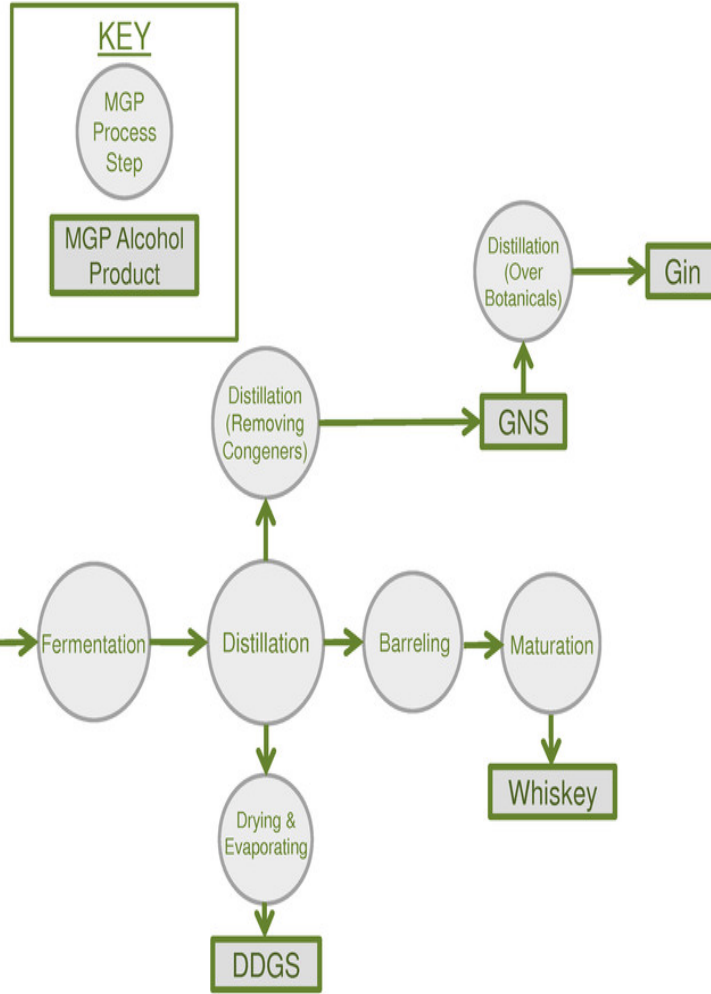 KEY
MGP
Process
Step
MGP Alcohol
Product
Distillation
(Over
Botanicals)
Gin
Distillation
(Removing
Congeners)
GNS
Fermentation
Distillation
Barreling
Maturation
Whiskey
Drying &
Evaporating
DDGS